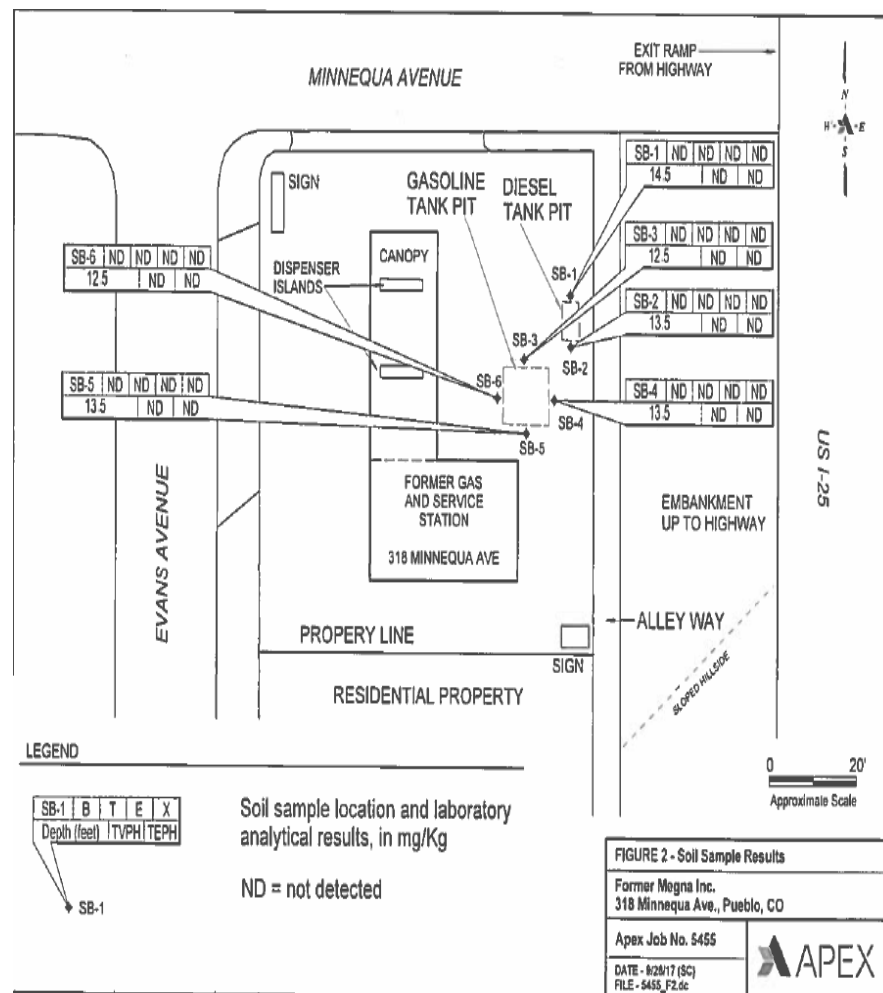 MINNEQUA AVENUE
EXIT RAMP
FROM HIGHWAY
N
W E
S
SIGN
GASOLINE
TANK PIT
DIESEL
TANK PIT
SB-1 ND ND ND ND
14.5 ND ND
SB-3 ND ND ND ND
12.5 ND ND
SB-2 ND ND ND ND
13.5 ND ND
SB-4 ND ND ND ND
13.5 ND ND
SB-6 ND ND ND ND
12.5 ND ND
SB-5 ND ND ND ND
13.5 ND ND
CANOPY
DISPENSER
ISLANDS
SB-1
SB-3
SB-2
SB-6
SB-4
SB-5
FORMER GAS
AND SERVICE
STATION
318 MINNEQUA AVE
EVANS AVENUE
US I-25
EMBANKMENT
UP TO HIGHWAY
PROPERY LINE
ALLEY WAY
SIGN
SLOPED HILLSIDE
RESIDENTIAL PROPERTY
LEGEND
0 20'
Approximate Scale
SB-1 B T E X
Depth (feet) TVPH TEPH
SB-1
Soil sample location and laboratory
analytical results, in mg/Kg
ND = not detected
FIGURE 2 - Soil Sample Results
Former Megna Inc.
318 Minnequa Ave., Pueblo, CO
Apex Job No. 5455
DATE - 9/28/17 (SC)
FILE - 5455_F2.dc
APEX